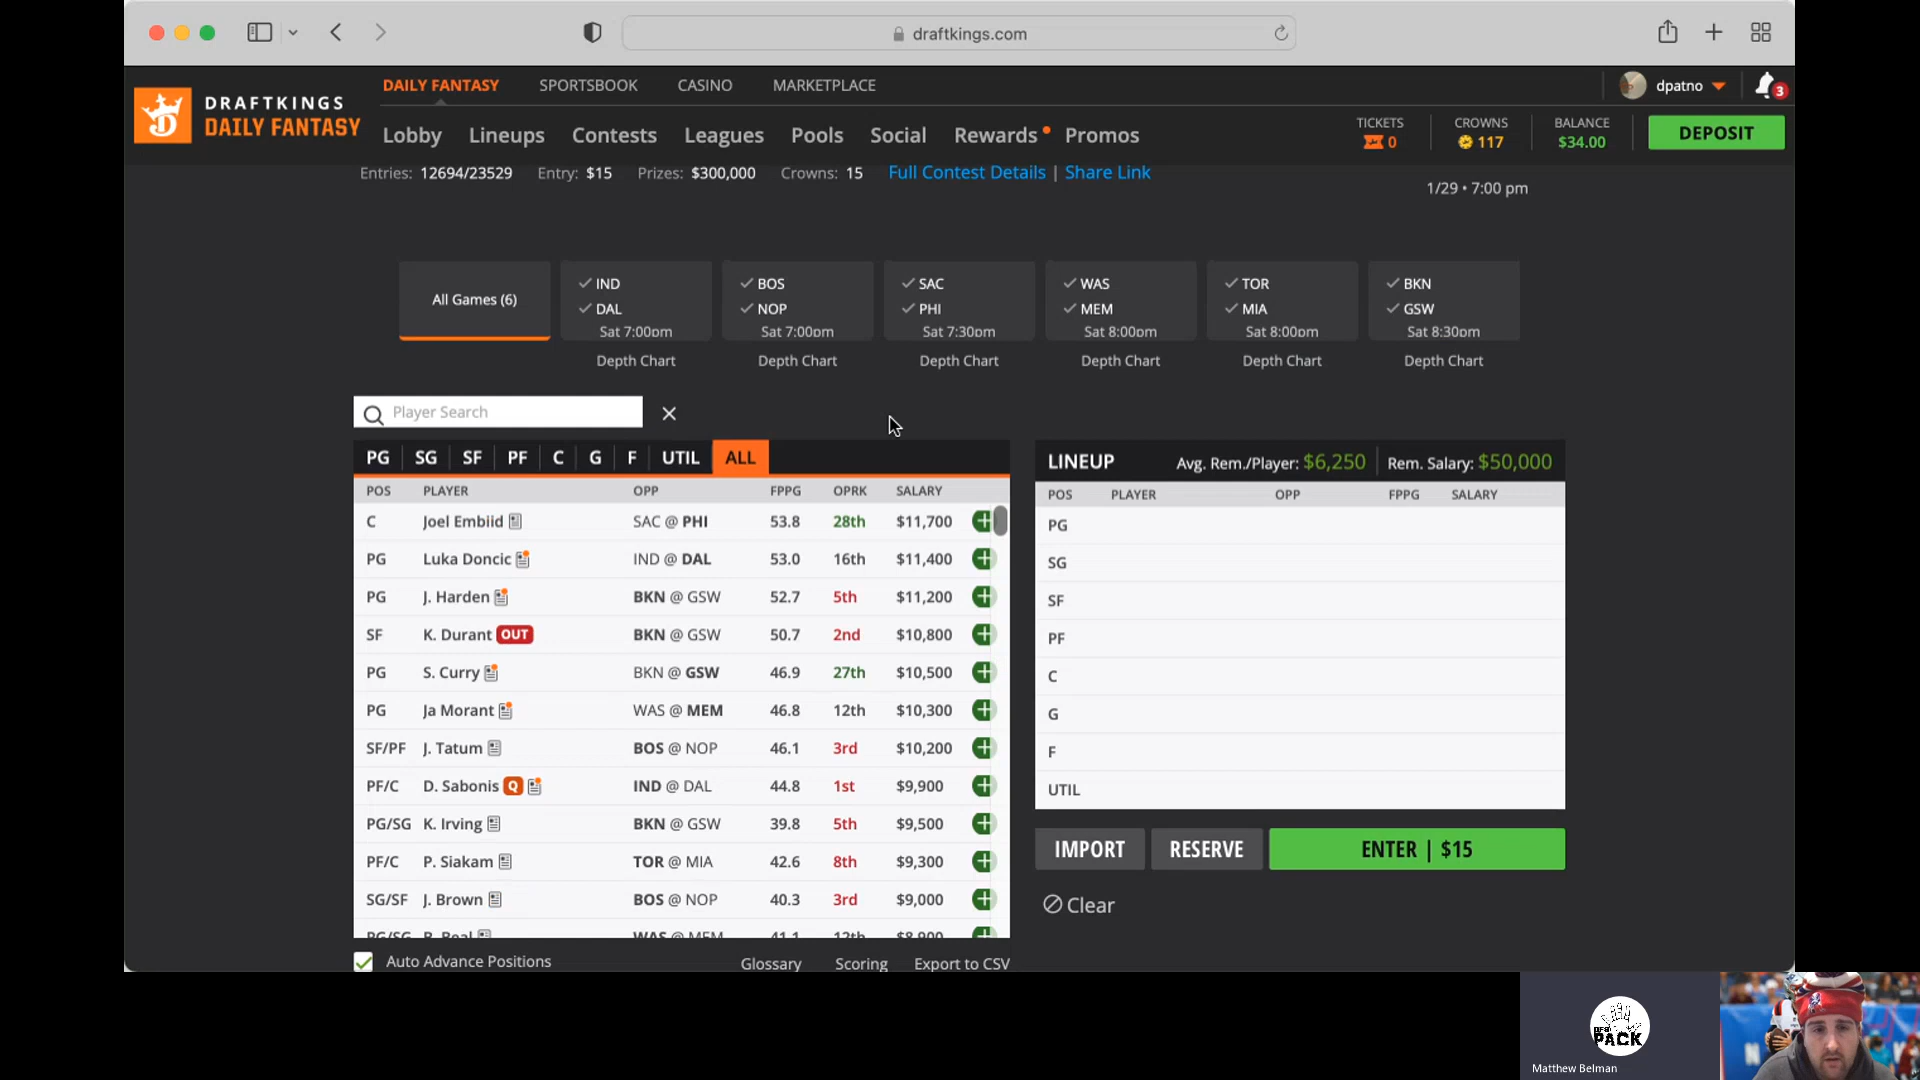 draftkings.com
DAILY FANTASY SPORTSBOOK CASINO MARKETPLACE
dpatno 3
DRAFTKINGS
DAILY FANTASY
Lobby Lineups Contests Leagues Pools Social Rewards Promos
TICKETS 0
CROWNS 117
BALANCE $34.00
DEPOSIT
Entries: 12694/23529 Entry: $15 Prizes: $300,000 Crowns: 15 Full Contest Details | Share Link
1/29 • 7:00 pm
All Games (6)
IND
DAL
Sat 7:00pm
Depth Chart
BOS
NOP
Sat 7:00pm
Depth Chart
SAC
PHI
Sat 7:30pm
Depth Chart
WAS
MEM
Sat 8:00pm
Depth Chart
TOR
MIA
Sat 8:00pm
Depth Chart
BKN
GSW
Sat 8:30pm
Depth Chart
Player Search
PG SG SF PF C G F UTIL ALL
POS PLAYER OPP FPPG OPRK SALARY
C Joel Embiid SAC @ PHI 53.8 28th $11,700
PG Luka Doncic IND @ DAL 53.0 16th $11,400
PG J. Harden BKN @ GSW 52.7 5th $11,200
SF K. Durant OUT BKN @ GSW 50.7 2nd $10,800
PG S. Curry BKN @ GSW 46.9 27th $10,500
PG Ja Morant WAS @ MEM 46.8 12th $10,300
SF/PF J. Tatum BOS @ NOP 46.1 3rd $10,200
PF/C D. Sabonis Q IND @ DAL 44.8 1st $9,900
PG/SG K. Irving BKN @ GSW 39.8 5th $9,500
PF/C P. Siakam TOR @ MIA 42.6 8th $9,300
SG/SF J. Brown BOS @ NOP 40.3 3rd $9,000
PG/SG B. Beal WAS @ MEM 41.1 12th $8,900
Auto Advance Positions Glossary Scoring Export to CSV
LINEUP Avg. Rem./Player: $6,250 Rem. Salary: $50,000
POS PLAYER OPP FPPG SALARY
PG
SG
SF
PF
C
G
F
UTIL
IMPORT RESERVE ENTER | $15
Clear
PACK
Matthew Belman